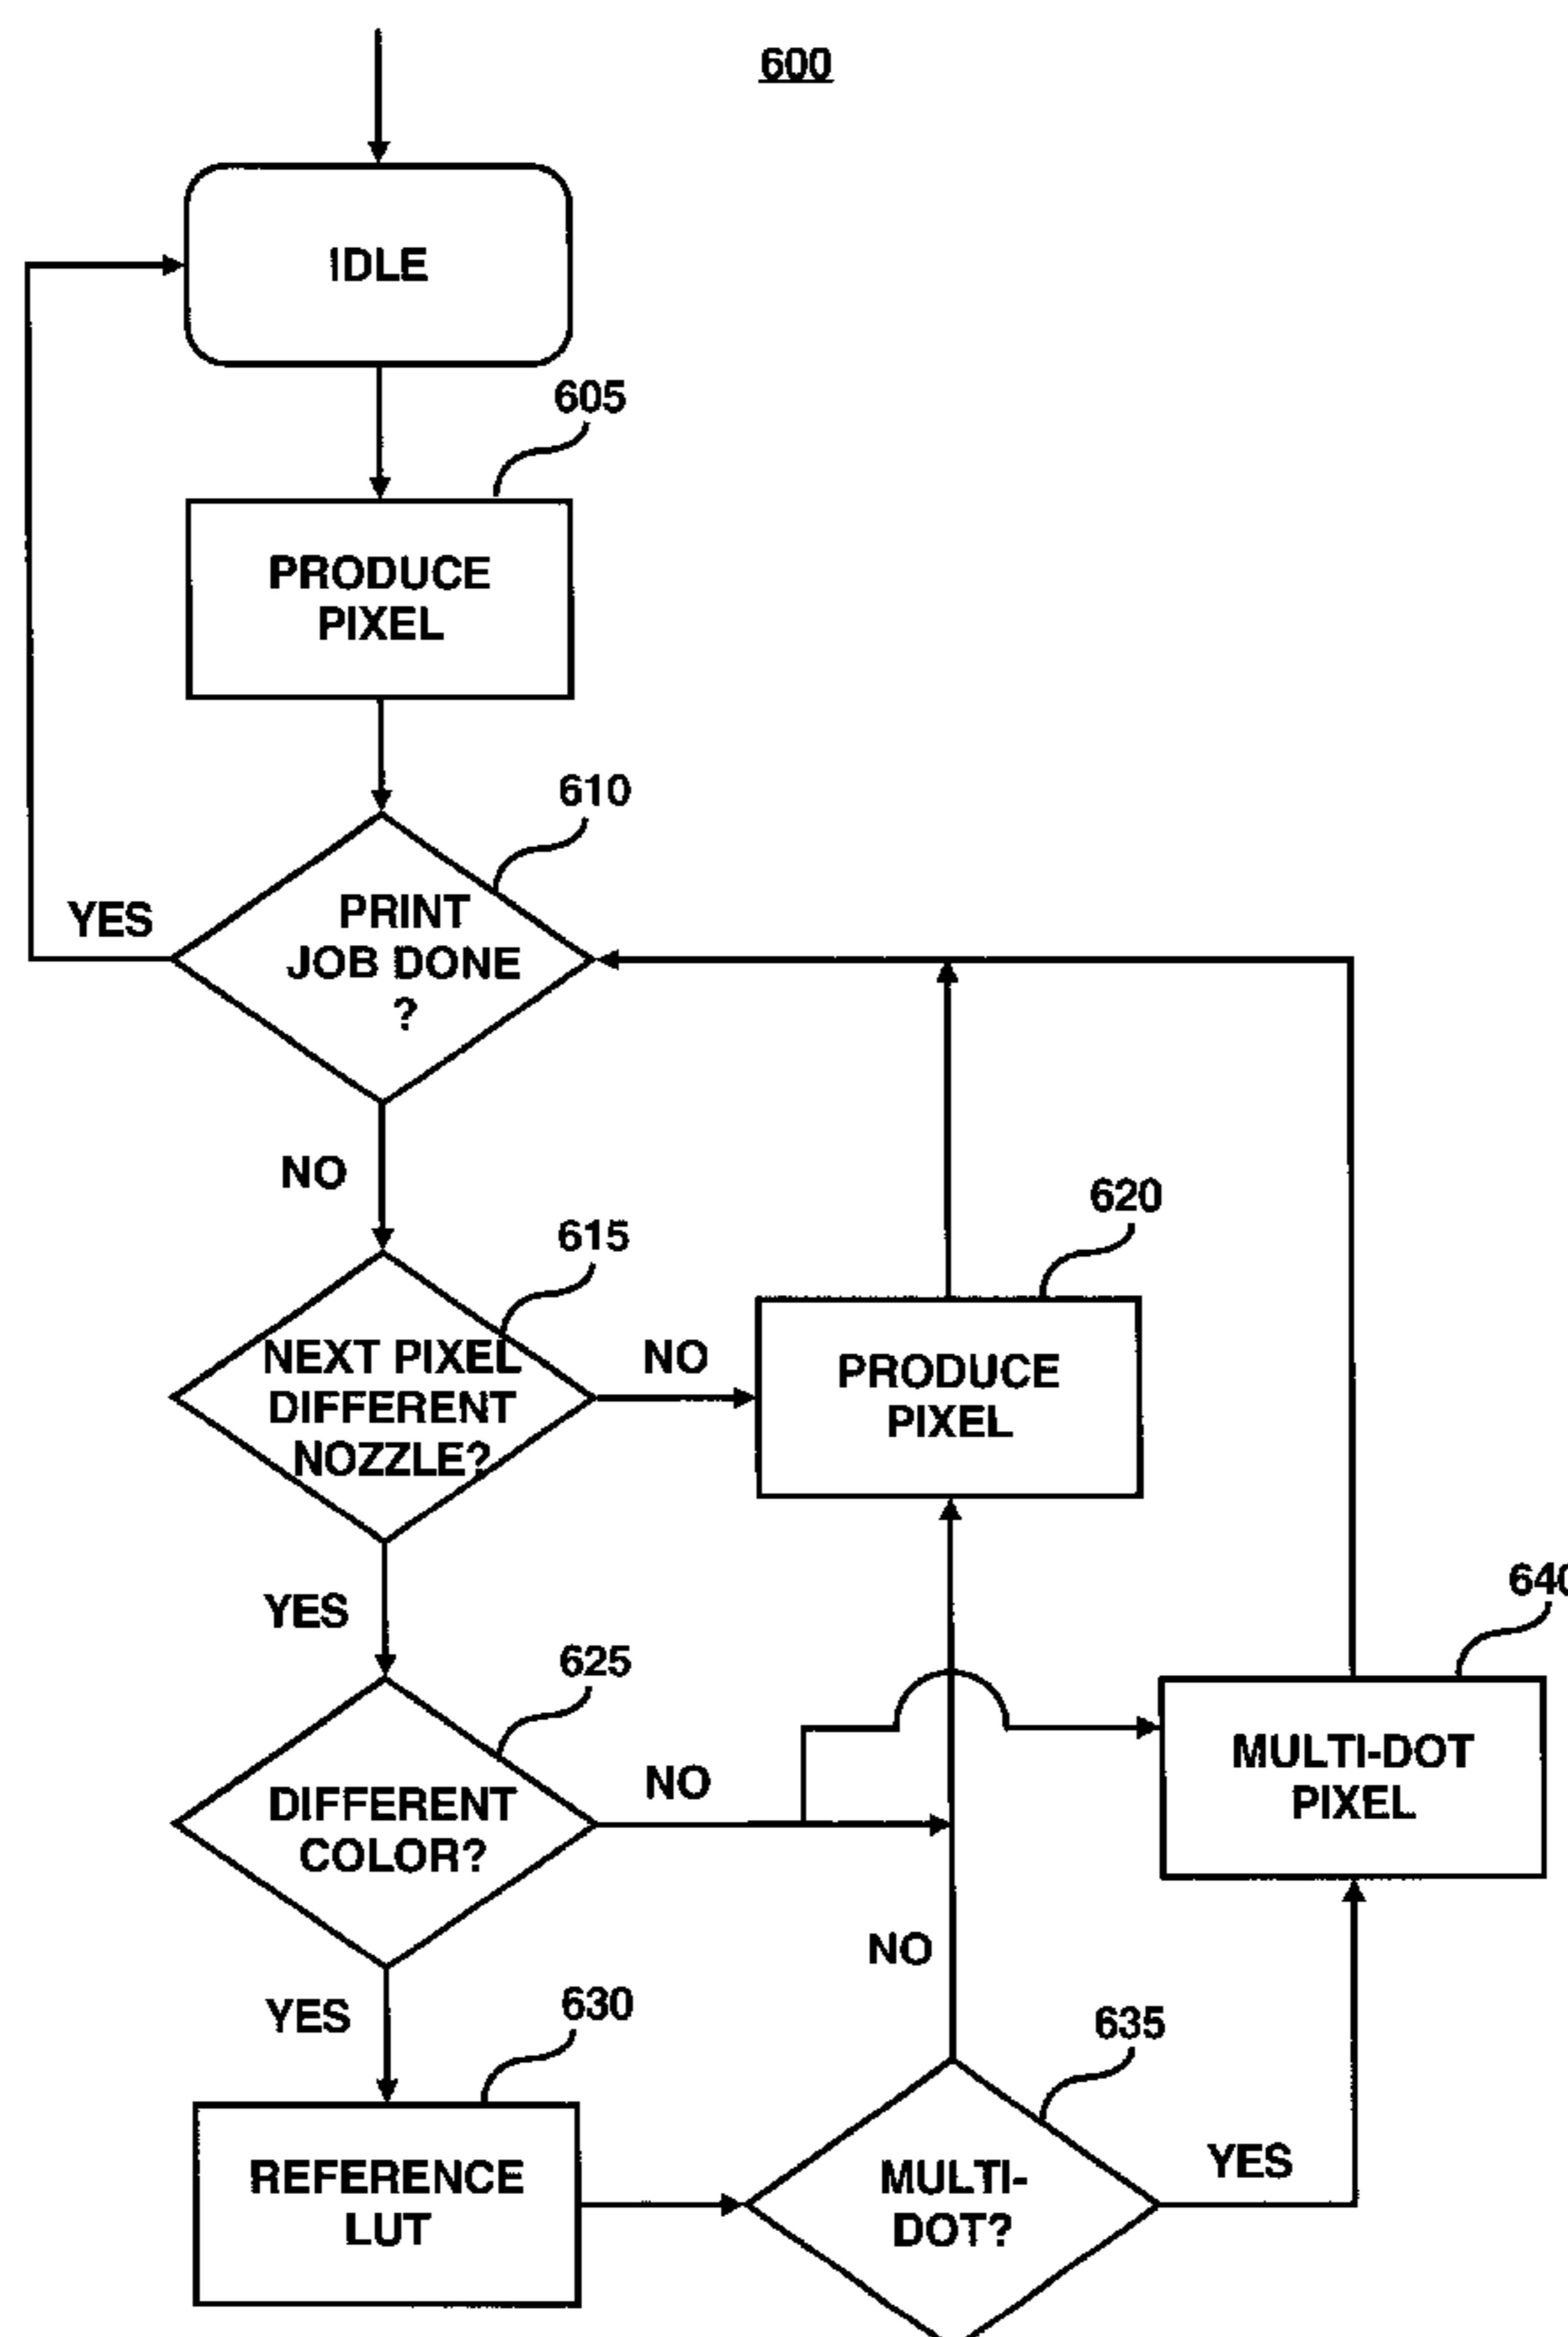 600
IDLE
605
PRODUCE
PIXEL
610
PRINT
JOB DONE
?
YES
NO
615
NEXT PIXEL
DIFFERENT
NOZZLE?
NO
620
PRODUCE
PIXEL
YES
625
DIFFERENT
COLOR?
NO
640
MULTI-DOT
PIXEL
YES
630
REFERENCE
LUT
NO
635
MULTI-
DOT?
YES